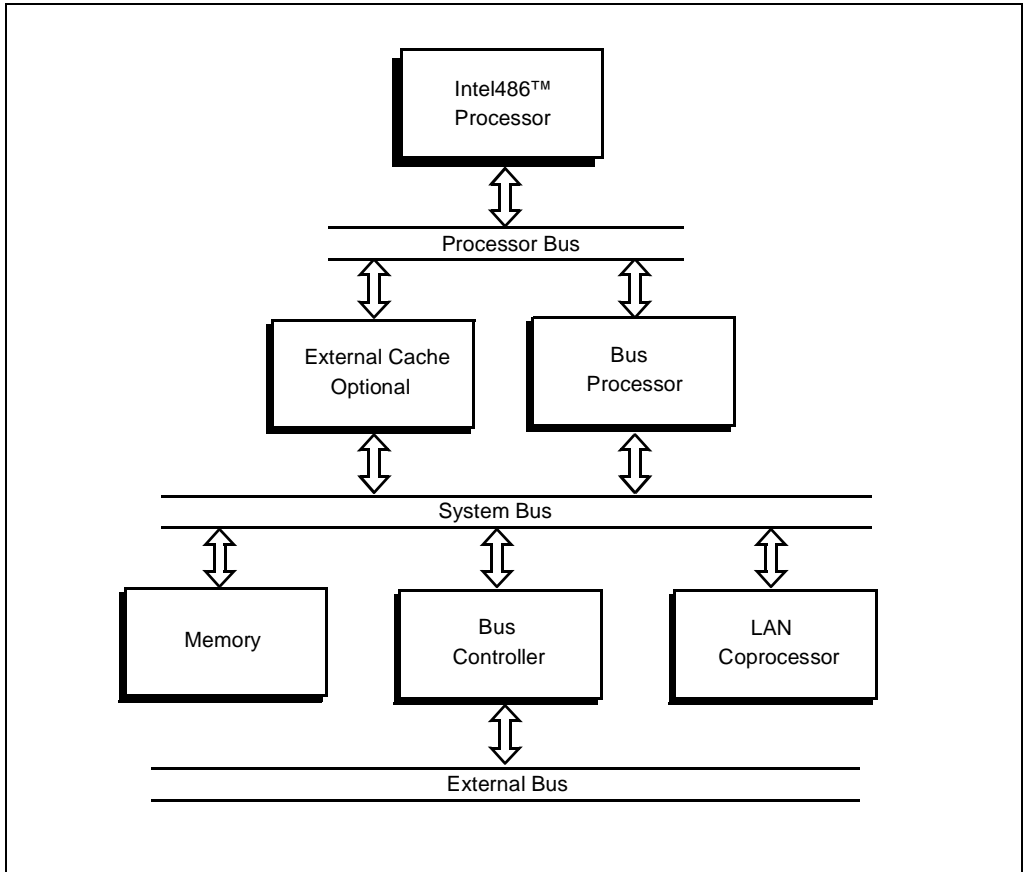 Intel486™
Processor
Processor Bus
External Cache
Optional
Bus
Processor
System Bus
Memory
Bus
Controller
LAN
Coprocessor
External Bus